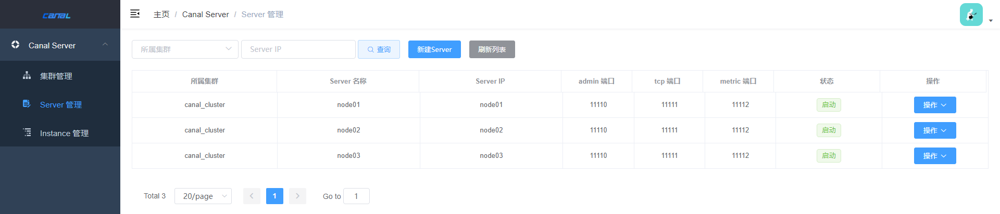 canal
主页 / Canal Server / Server 管理
Canal Server
集群管理
Server 管理
Instance 管理
所属集群 Server IP 查询 新建Server 刷新列表
所属集群 Server 名称 Server IP admin 端口 tcp 端口 metric 端口 状态 操作
canal_cluster node01 node01 11110 11111 11112 启动 操作
canal_cluster node02 node02 11110 11111 11112 启动 操作
canal_cluster node03 node03 11110 11111 11112 启动 操作
Total 3 20/page 1 Go to 1